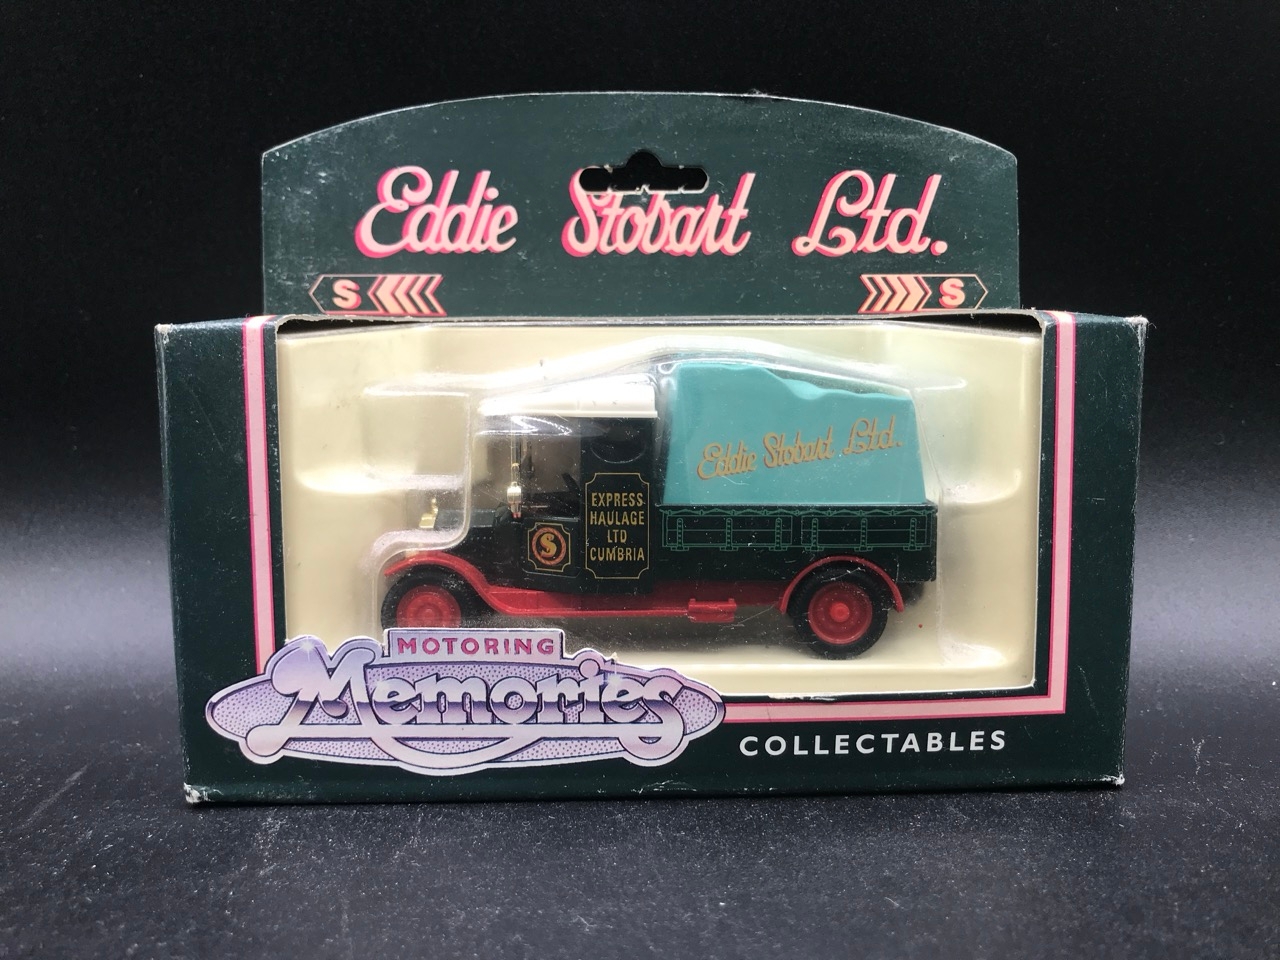 Eddie Stobart Ltd.
S
S
Eddie Stobart Ltd.
EXPRESS
HAULAGE
LTD
CUMBRIA
S
MOTORING
Memories
COLLECTABLES